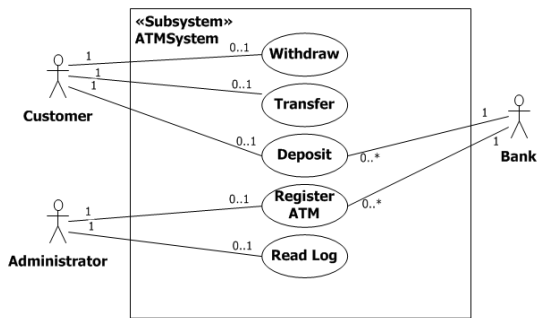 «Subsystem»
ATMSystem
1
0..1
Withdraw
1
0..1
Transfer
1
Customer
0..1
Deposit
0..*
1
1
Bank
Register
ATM
0..*
0..1
1
1
0..1
Read Log
Administrator